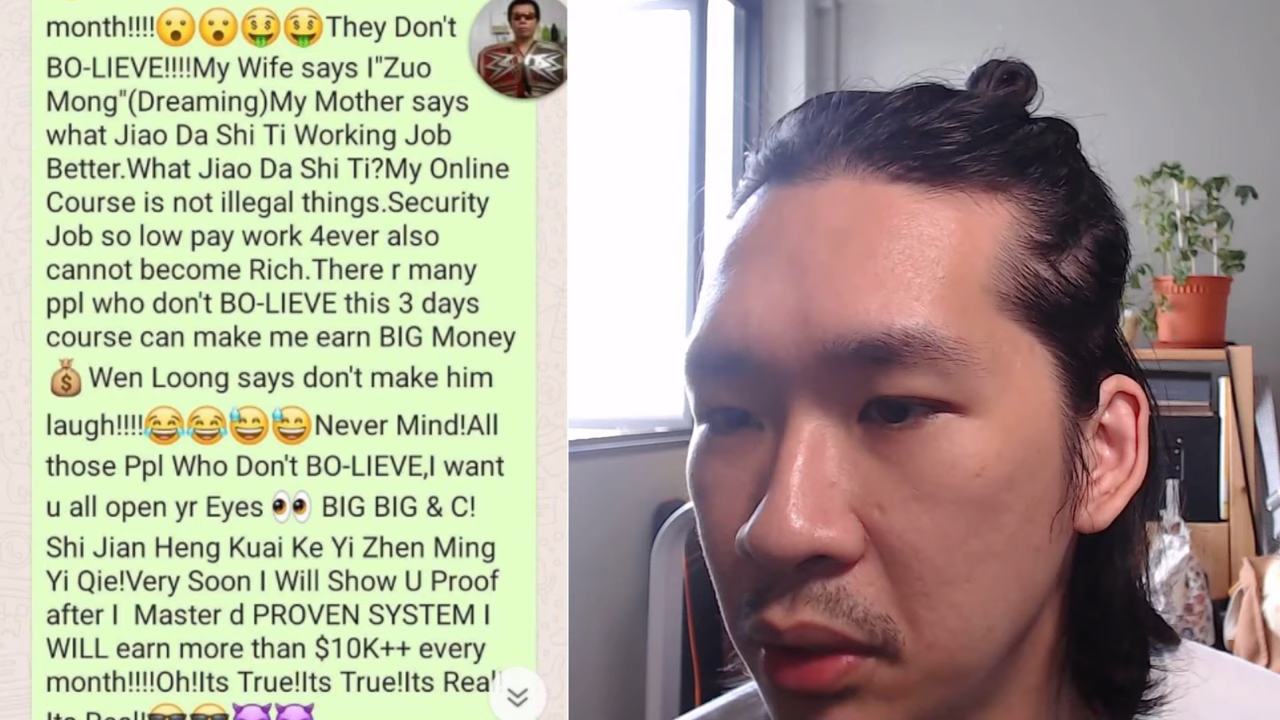 month!!!!😮😮🤑🤑They Don't
BO-LIEVE!!!!My Wife says I"Zuo
Mong"(Dreaming)My Mother says
what Jiao Da Shi Ti Working Job
Better.What Jiao Da Shi Ti?My Online
Course is not illegal things.Security
Job so low pay work 4ever also
cannot become Rich.There r many
ppl who don't BO-LIEVE this 3 days
course can make me earn BIG Money
💰Wen Loong says don't make him
laugh!!!!😂😂😅😅Never Mind!All
those Ppl Who Don't BO-LIEVE,I want
u all open yr Eyes 👀 BIG BIG & C!
Shi Jian Heng Kuai Ke Yi Zhen Ming
Yi Qie!Very Soon I Will Show U Proof
after I Master d PROVEN SYSTEM I
WILL earn more than $10K++ every
month!!!!Oh!Its True!Its True!Its Real!
Its Real!😎😎😈😈